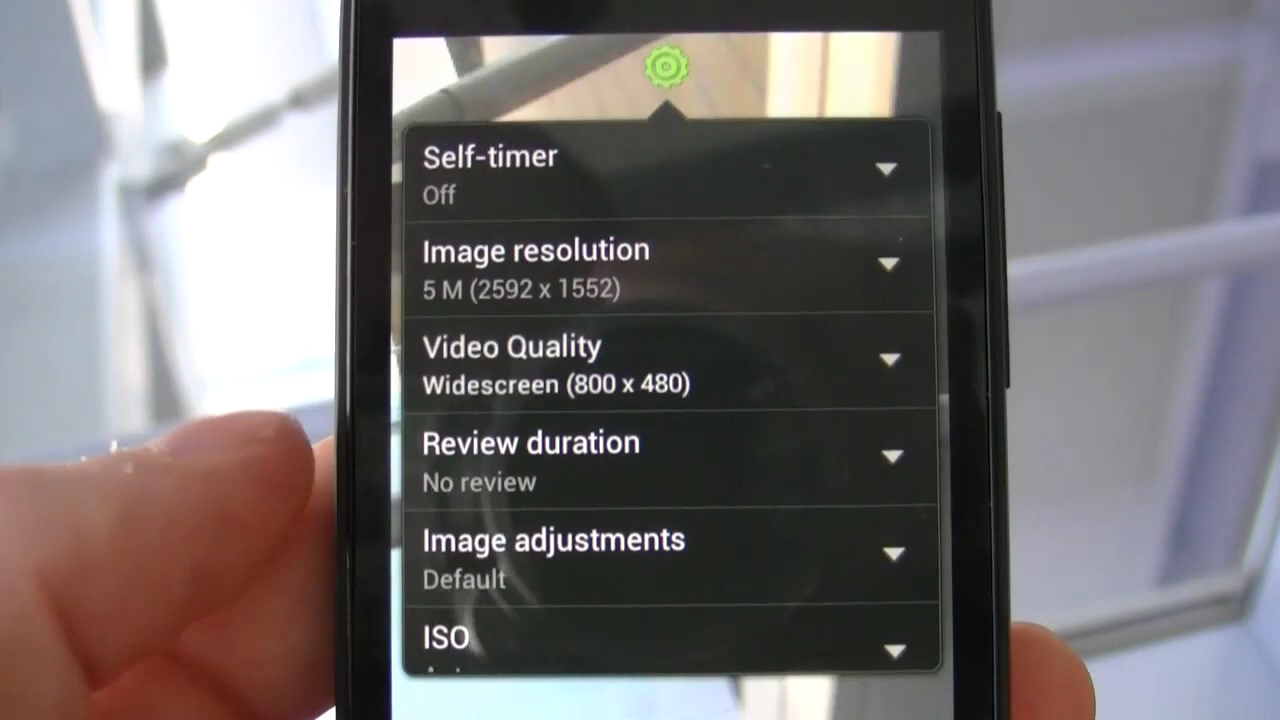 Self-timer
Off
Image resolution
5 M (2592 x 1552)
Video Quality
Widescreen (800 x 480)
Review duration
No review
Image adjustments
Default
ISO